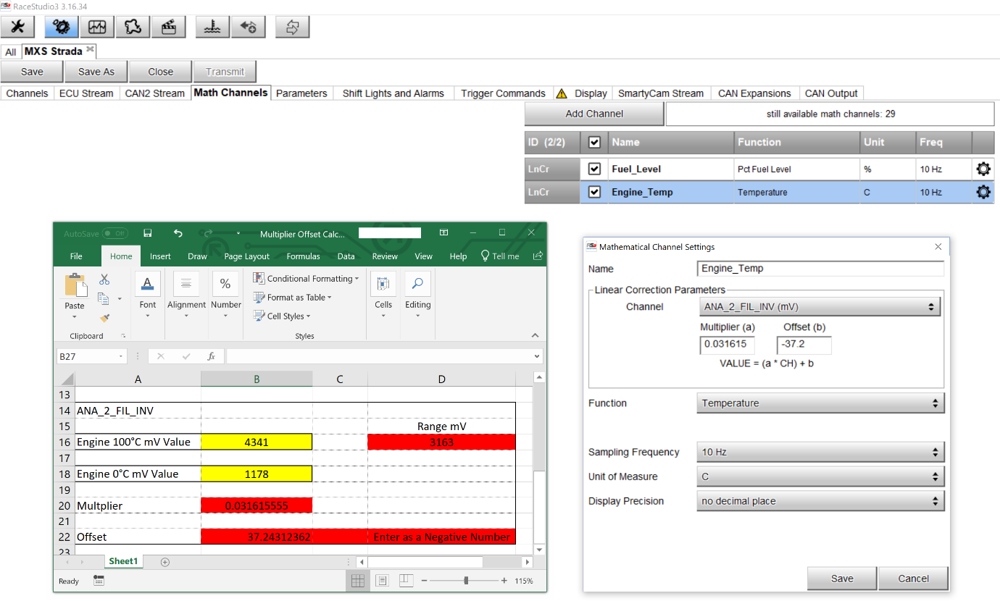 RaceStudio3 3.16.34
All MXS Strada
Save Save As Close Transmit
Channels ECU Stream CAN2 Stream Math Channels Parameters Shift Lights and Alarms Trigger Commands Display SmartyCam Stream CAN Expansions CAN Output
Add Channel still available math channels: 29
ID (2/2) Name Function Unit Freq
LnCr Fuel_Level Pct Fuel Level % 10 Hz
LnCr Engine_Temp Temperature C 10 Hz
AutoSave Off Multiplier Offset Calc...
File Home Insert Draw Page Layout Formulas Data Review View Help Tell me
Paste
Clipboard
Font
Alignment
%
Number
Conditional Formatting
Format as Table
Cell Styles
Styles
Cells
Editing
B27 fx
A B C D
13
14 ANA_2_FIL_INV
15 Range mV
16 Engine 100°C mV Value 4341 3163
17
18 Engine 0°C mV Value 1178
19
20 Multplier 0.031615555
21
22 Offset 37.24312362 Enter as a Negative Number
23
Sheet1
Ready 115%
Mathematical Channel Settings
Name Engine_Temp
Linear Correction Parameters
Channel ANA_2_FIL_INV (mV)
Multiplier (a) Offset (b)
0.031615 -37.2
VALUE = (a * CH) + b
Function Temperature
Sampling Frequency 10 Hz
Unit of Measure C
Display Precision no decimal place
Save Cancel